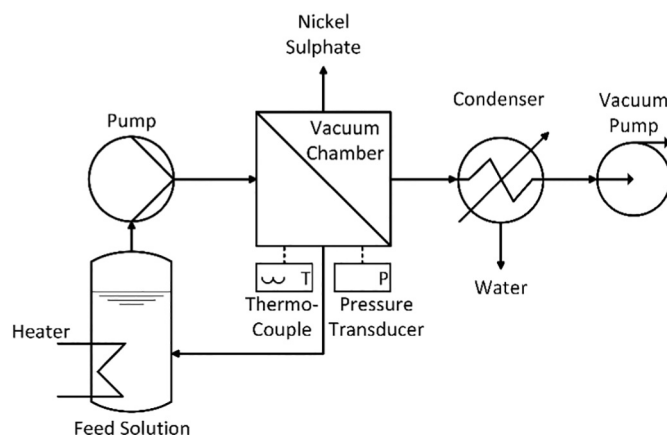 Nickel
Sulphate
Pump
Vacuum
Chamber
Condenser
Vacuum
Pump
T
P
Thermo-
Couple
Pressure
Transducer
Water
Heater
Feed Solution